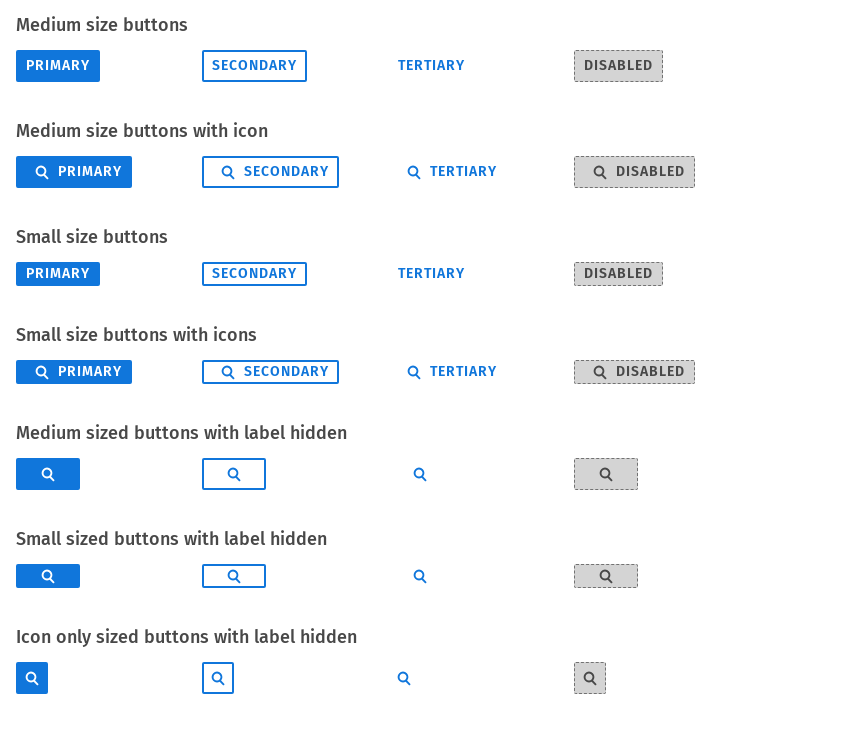 Medium size buttons
PRIMARY SECONDARY TERTIARY DISABLED
Medium size buttons with icon
PRIMARY SECONDARY TERTIARY DISABLED
Small size buttons
PRIMARY SECONDARY TERTIARY DISABLED
Small size buttons with icons
PRIMARY SECONDARY TERTIARY DISABLED
Medium sized buttons with label hidden
Small sized buttons with label hidden
Icon only sized buttons with label hidden